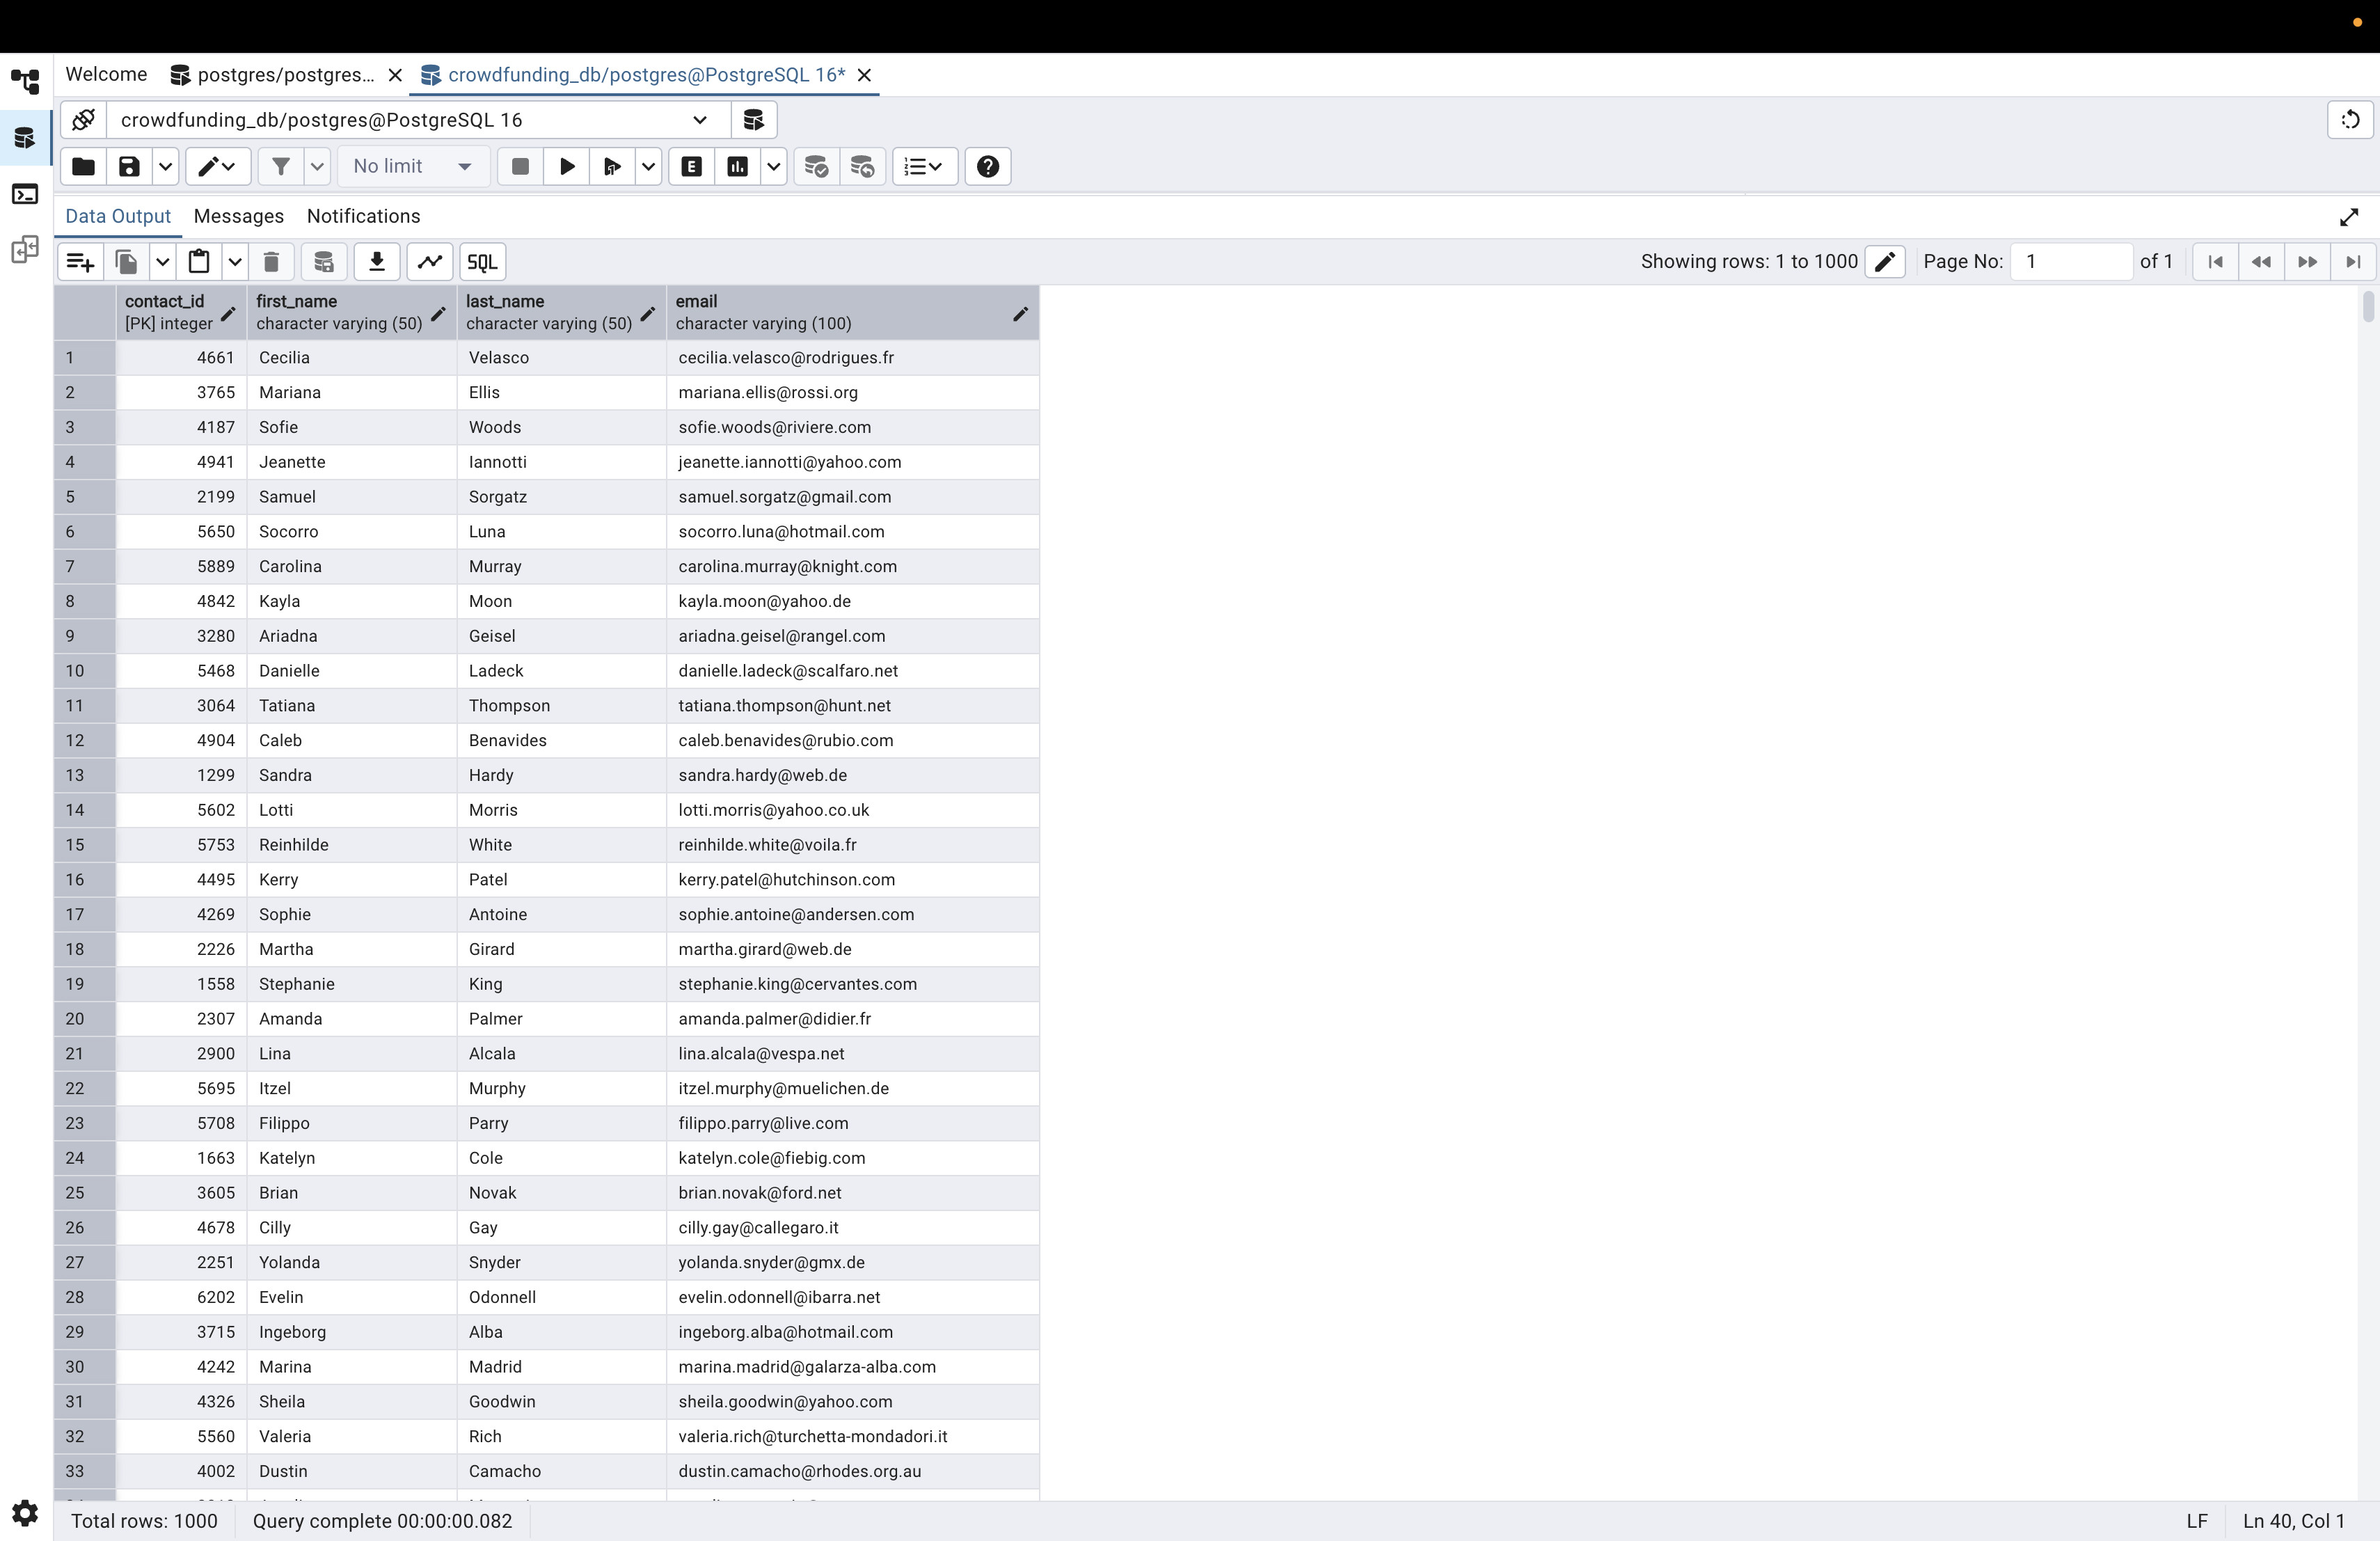 Welcome postgres/postgres... crowdfunding_db/postgres@PostgreSQL 16*
crowdfunding_db/postgres@PostgreSQL 16
No limit E
Data Output Messages Notifications
SQL Showing rows: 1 to 1000 Page No: 1 of 1
contact_id first_name last_name email
[PK] integer character varying (50) character varying (50) character varying (100)
1 4661 Cecilia Velasco cecilia.velasco@rodrigues.fr
2 3765 Mariana Ellis mariana.ellis@rossi.org
3 4187 Sofie Woods sofie.woods@riviere.com
4 4941 Jeanette Iannotti jeanette.iannotti@yahoo.com
5 2199 Samuel Sorgatz samuel.sorgatz@gmail.com
6 5650 Socorro Luna socorro.luna@hotmail.com
7 5889 Carolina Murray carolina.murray@knight.com
8 4842 Kayla Moon kayla.moon@yahoo.de
9 3280 Ariadna Geisel ariadna.geisel@rangel.com
10 5468 Danielle Ladeck danielle.ladeck@scalfaro.net
11 3064 Tatiana Thompson tatiana.thompson@hunt.net
12 4904 Caleb Benavides caleb.benavides@rubio.com
13 1299 Sandra Hardy sandra.hardy@web.de
14 5602 Lotti Morris lotti.morris@yahoo.co.uk
15 5753 Reinhilde White reinhilde.white@voila.fr
16 4495 Kerry Patel kerry.patel@hutchinson.com
17 4269 Sophie Antoine sophie.antoine@andersen.com
18 2226 Martha Girard martha.girard@web.de
19 1558 Stephanie King stephanie.king@cervantes.com
20 2307 Amanda Palmer amanda.palmer@didier.fr
21 2900 Lina Alcala lina.alcala@vespa.net
22 5695 Itzel Murphy itzel.murphy@muelichen.de
23 5708 Filippo Parry filippo.parry@live.com
24 1663 Katelyn Cole katelyn.cole@fiebig.com
25 3605 Brian Novak brian.novak@ford.net
26 4678 Cilly Gay cilly.gay@callegaro.it
27 2251 Yolanda Snyder yolanda.snyder@gmx.de
28 6202 Evelin Odonnell evelin.odonnell@ibarra.net
29 3715 Ingeborg Alba ingeborg.alba@hotmail.com
30 4242 Marina Madrid marina.madrid@galarza-alba.com
31 4326 Sheila Goodwin sheila.goodwin@yahoo.com
32 5560 Valeria Rich valeria.rich@turchetta-mondadori.it
33 4002 Dustin Camacho dustin.camacho@rhodes.org.au
Total rows: 1000 Query complete 00:00:00.082 LF Ln 40, Col 1